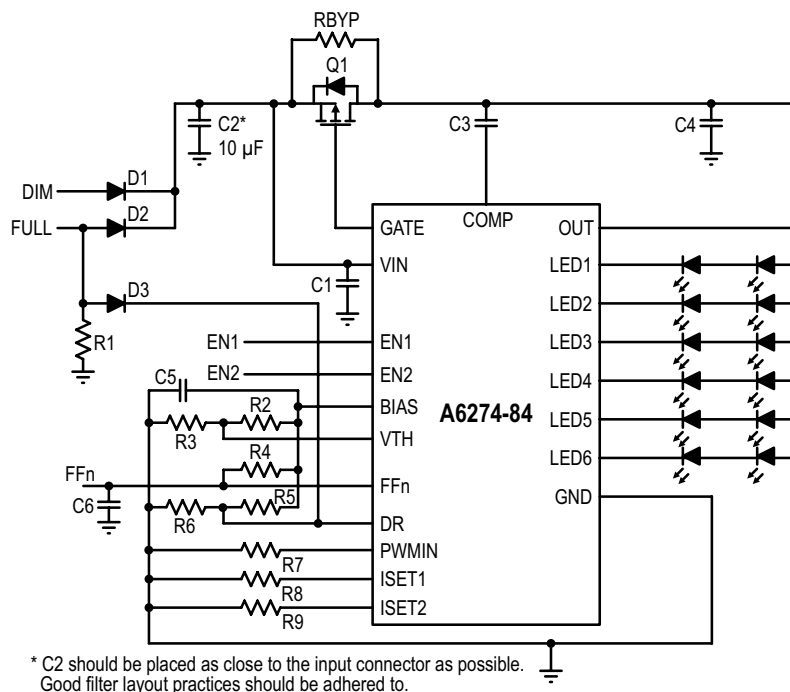 RBYP
Q1
C2*
10 µF
C3
C4
DIM
D1
FULL
D2
D3
R1
C1
GATE
COMP
OUT
VIN
LED1
LED2
EN1
EN1
LED3
EN2
EN2
LED4
C5
BIAS
A6274-84
LED5
R3
R2
VTH
LED6
R4
FFn
FFn
GND
C6
R6
R5
DR
PWMIN
R7
ISET1
R8
ISET2
R9
* C2 should be placed as close to the input connector as possible.
Good filter layout practices should be adhered to.